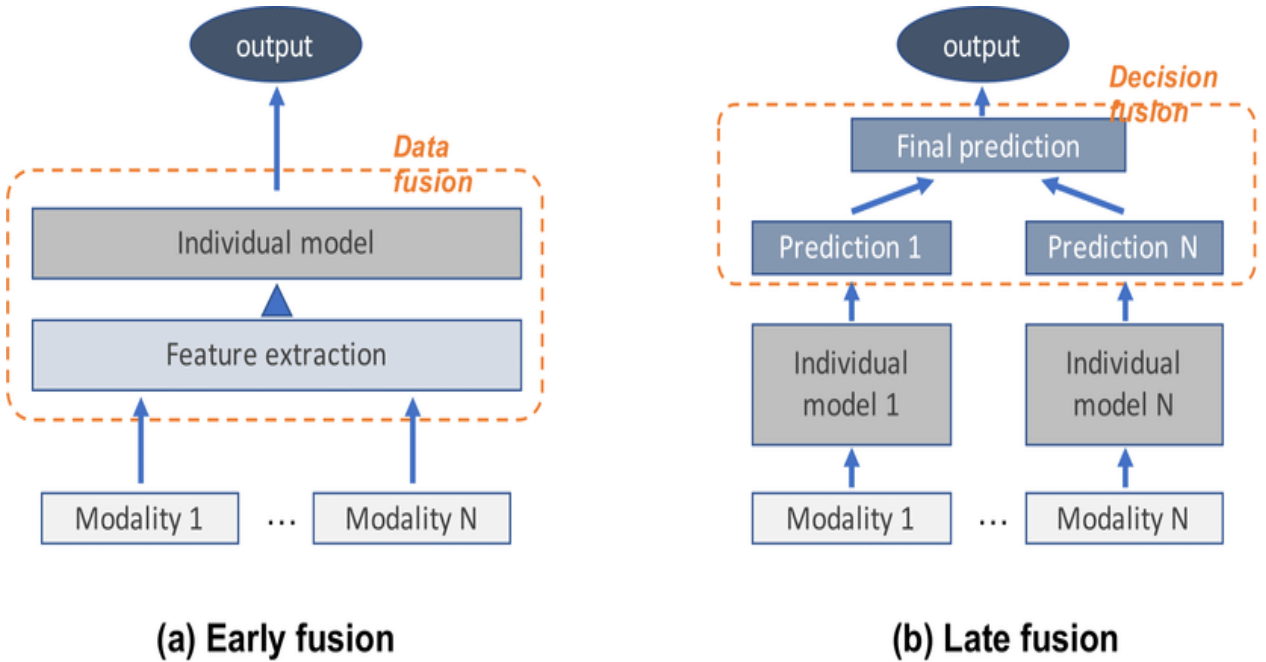 output
Data
fusion
Individual model
Feature extraction
Modality 1
...
Modality N
(a) Early fusion
output
Decision
fusion
Final prediction
Prediction 1
Prediction N
Individual
model 1
Individual
model N
Modality 1
...
Modality N
(b) Late fusion